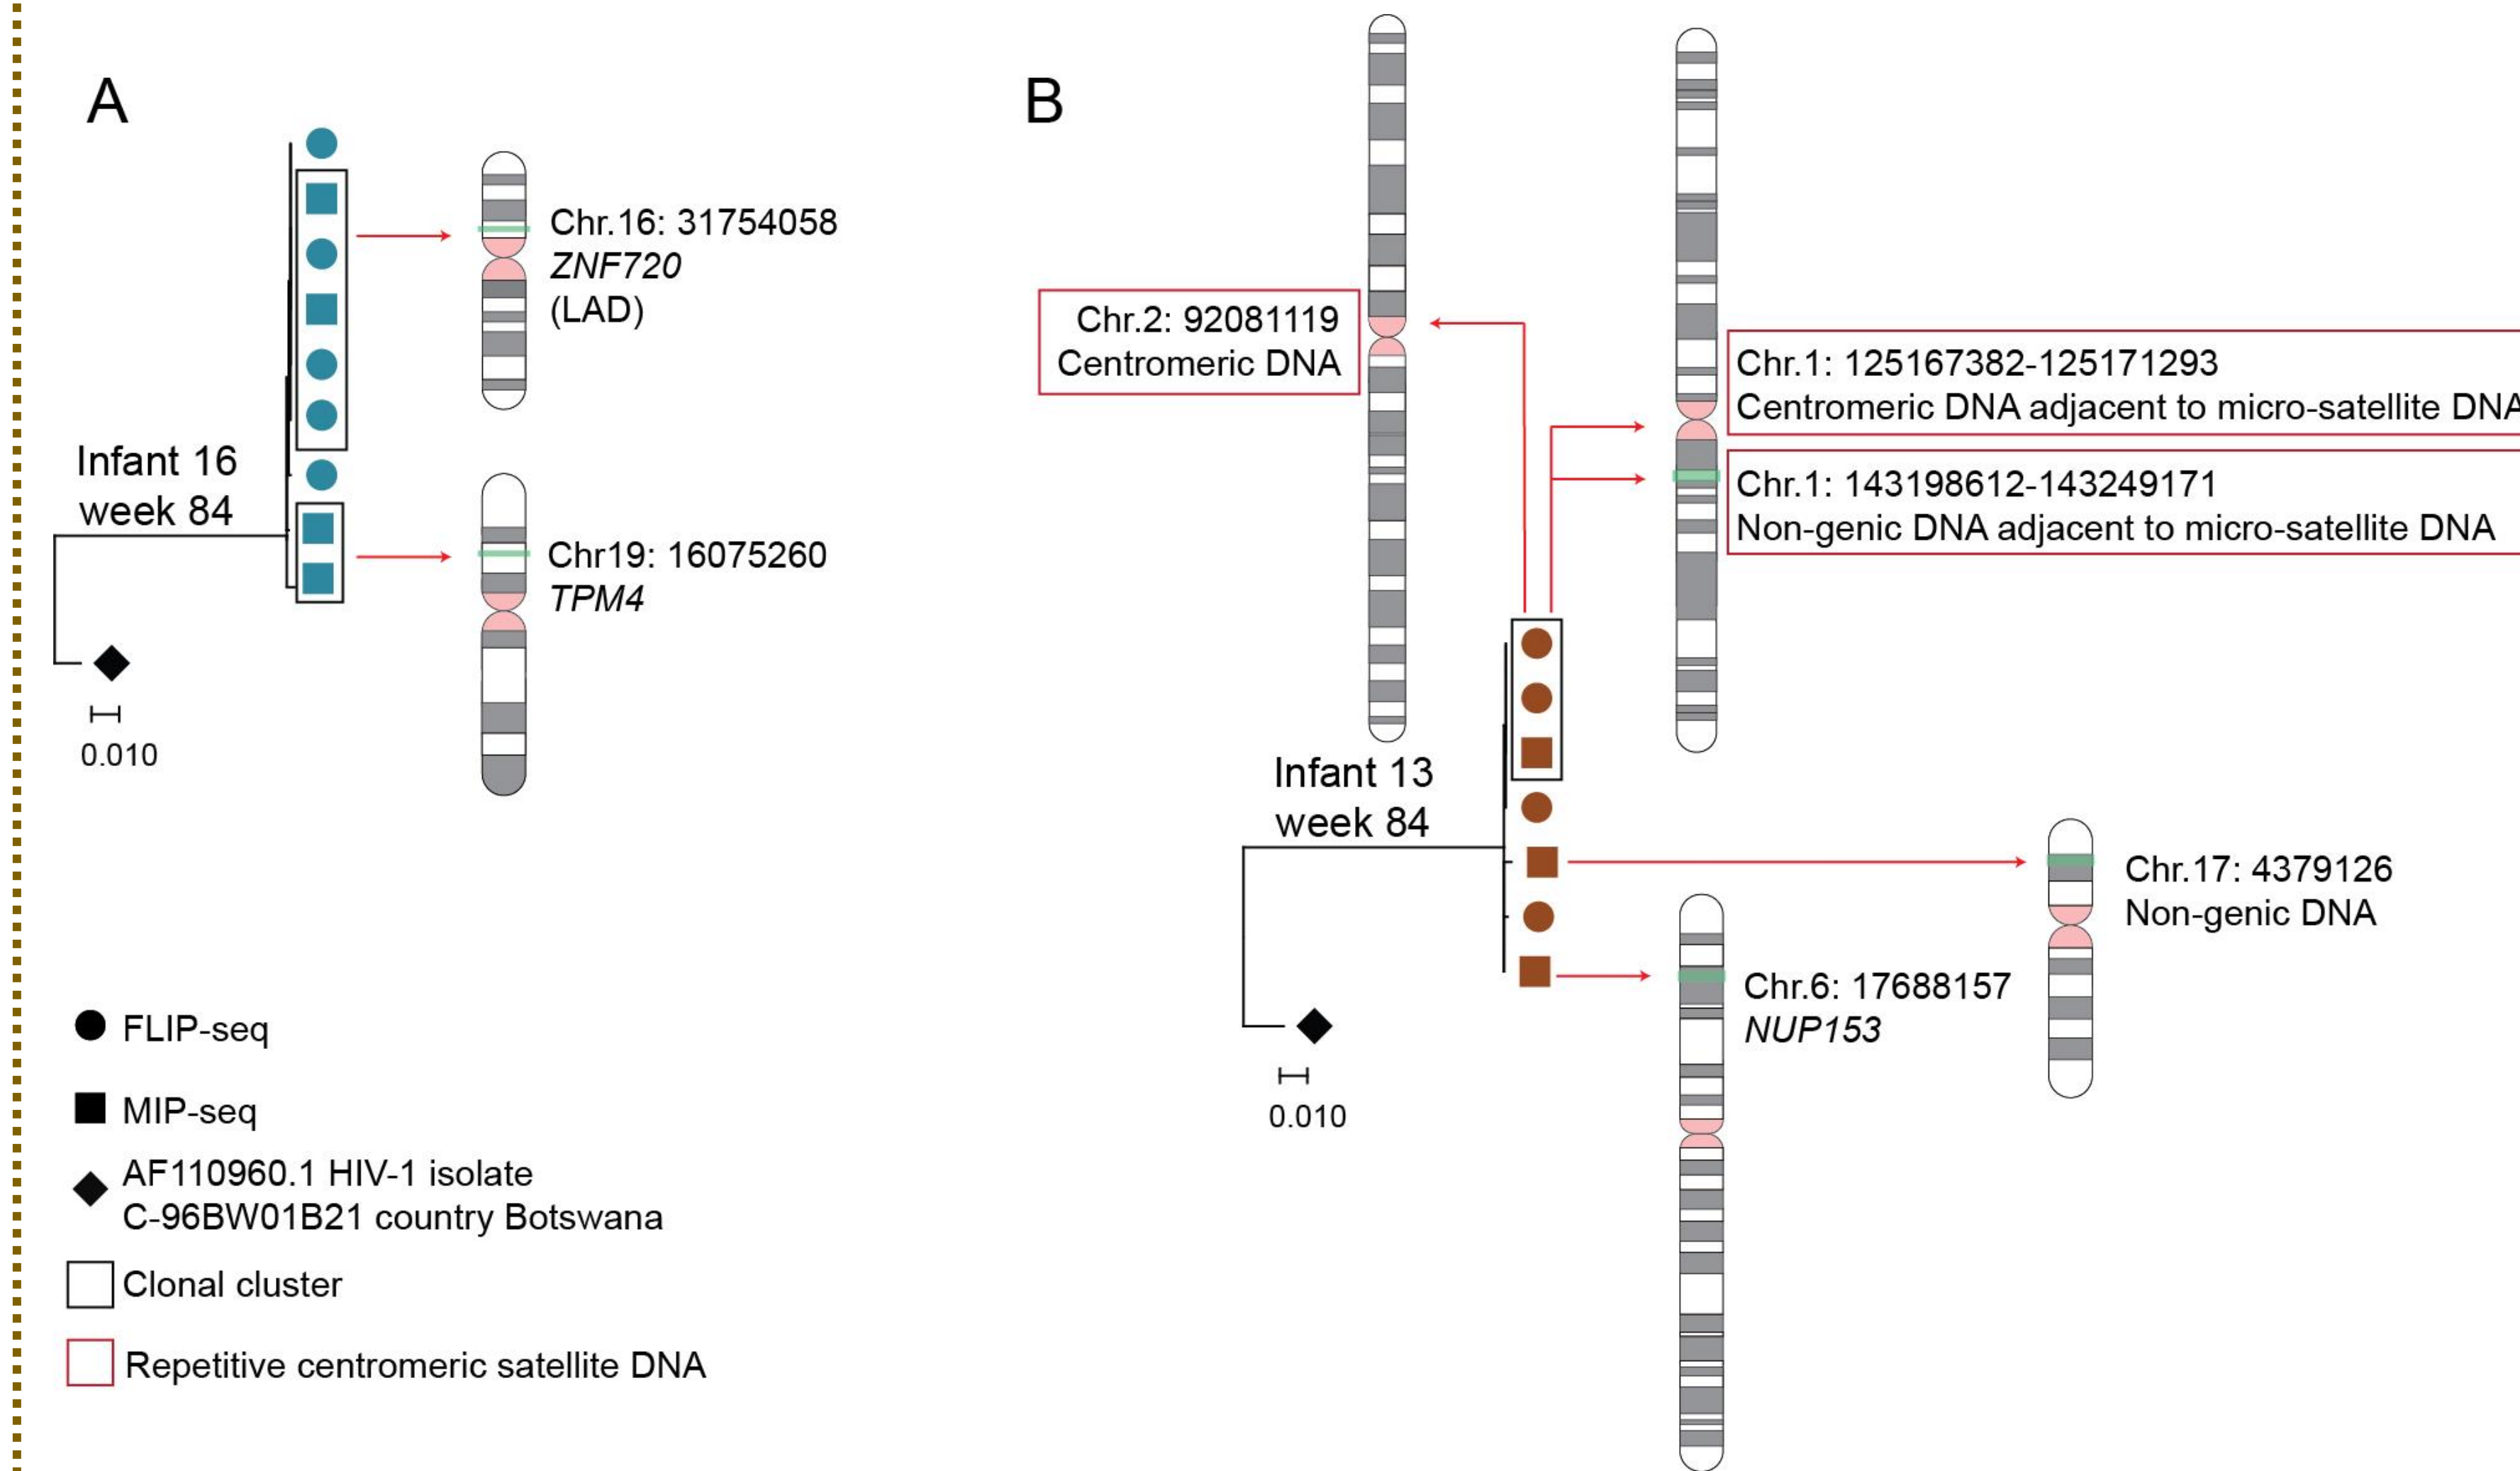 A
Infant 16
week 84
0.010
Chr.16: 31754058
ZNF720
(LAD)
Chr19: 16075260
TPM4
FLIP-seq
MIP-seq
AF110960.1 HIV-1 isolate
C-96BW01B21 country Botswana
Clonal cluster
Repetitive centromeric satellite DNA
B
Chr.2: 92081119
Centromeric DNA
Chr.1: 125167382-125171293
Centromeric DNA adjacent to micro-satellite DNA
Chr.1: 143198612-143249171
Non-genic DNA adjacent to micro-satellite DNA
Infant 13
week 84
0.010
Chr.17: 4379126
Non-genic DNA
Chr.6: 17688157
NUP153